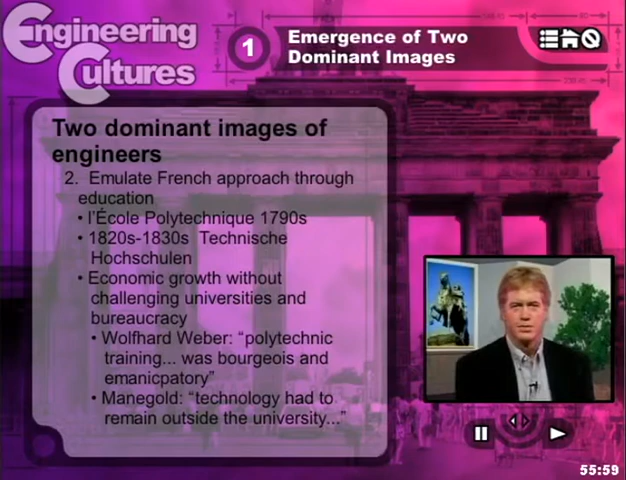 Engineering
Cultures
1
Emergence of Two
Dominant Images
Two dominant images of
engineers
2. Emulate French approach through
education
• l'École Polytechnique 1790s
• 1820s-1830s Technische
Hochschulen
• Economic growth without
challenging universities and
bureaucracy
• Wolfhard Weber: “polytechnic
training... was bourgeois and
emanicpatory”
• Manegold: “technology had to
remain outside the university...”
55:59